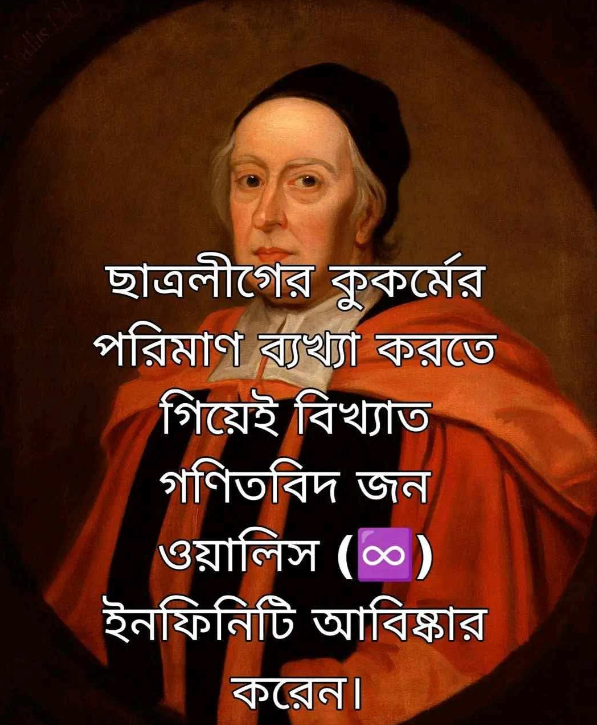 ছাত্রলীগের কুকর্মের
পরিমাণ ব্যখ্যা করতে
গিয়েই বিখ্যাত
গণিতবিদ জন
ওয়ালিস (♾️)
ইনফিনিটি আবিষ্কার
করেন।